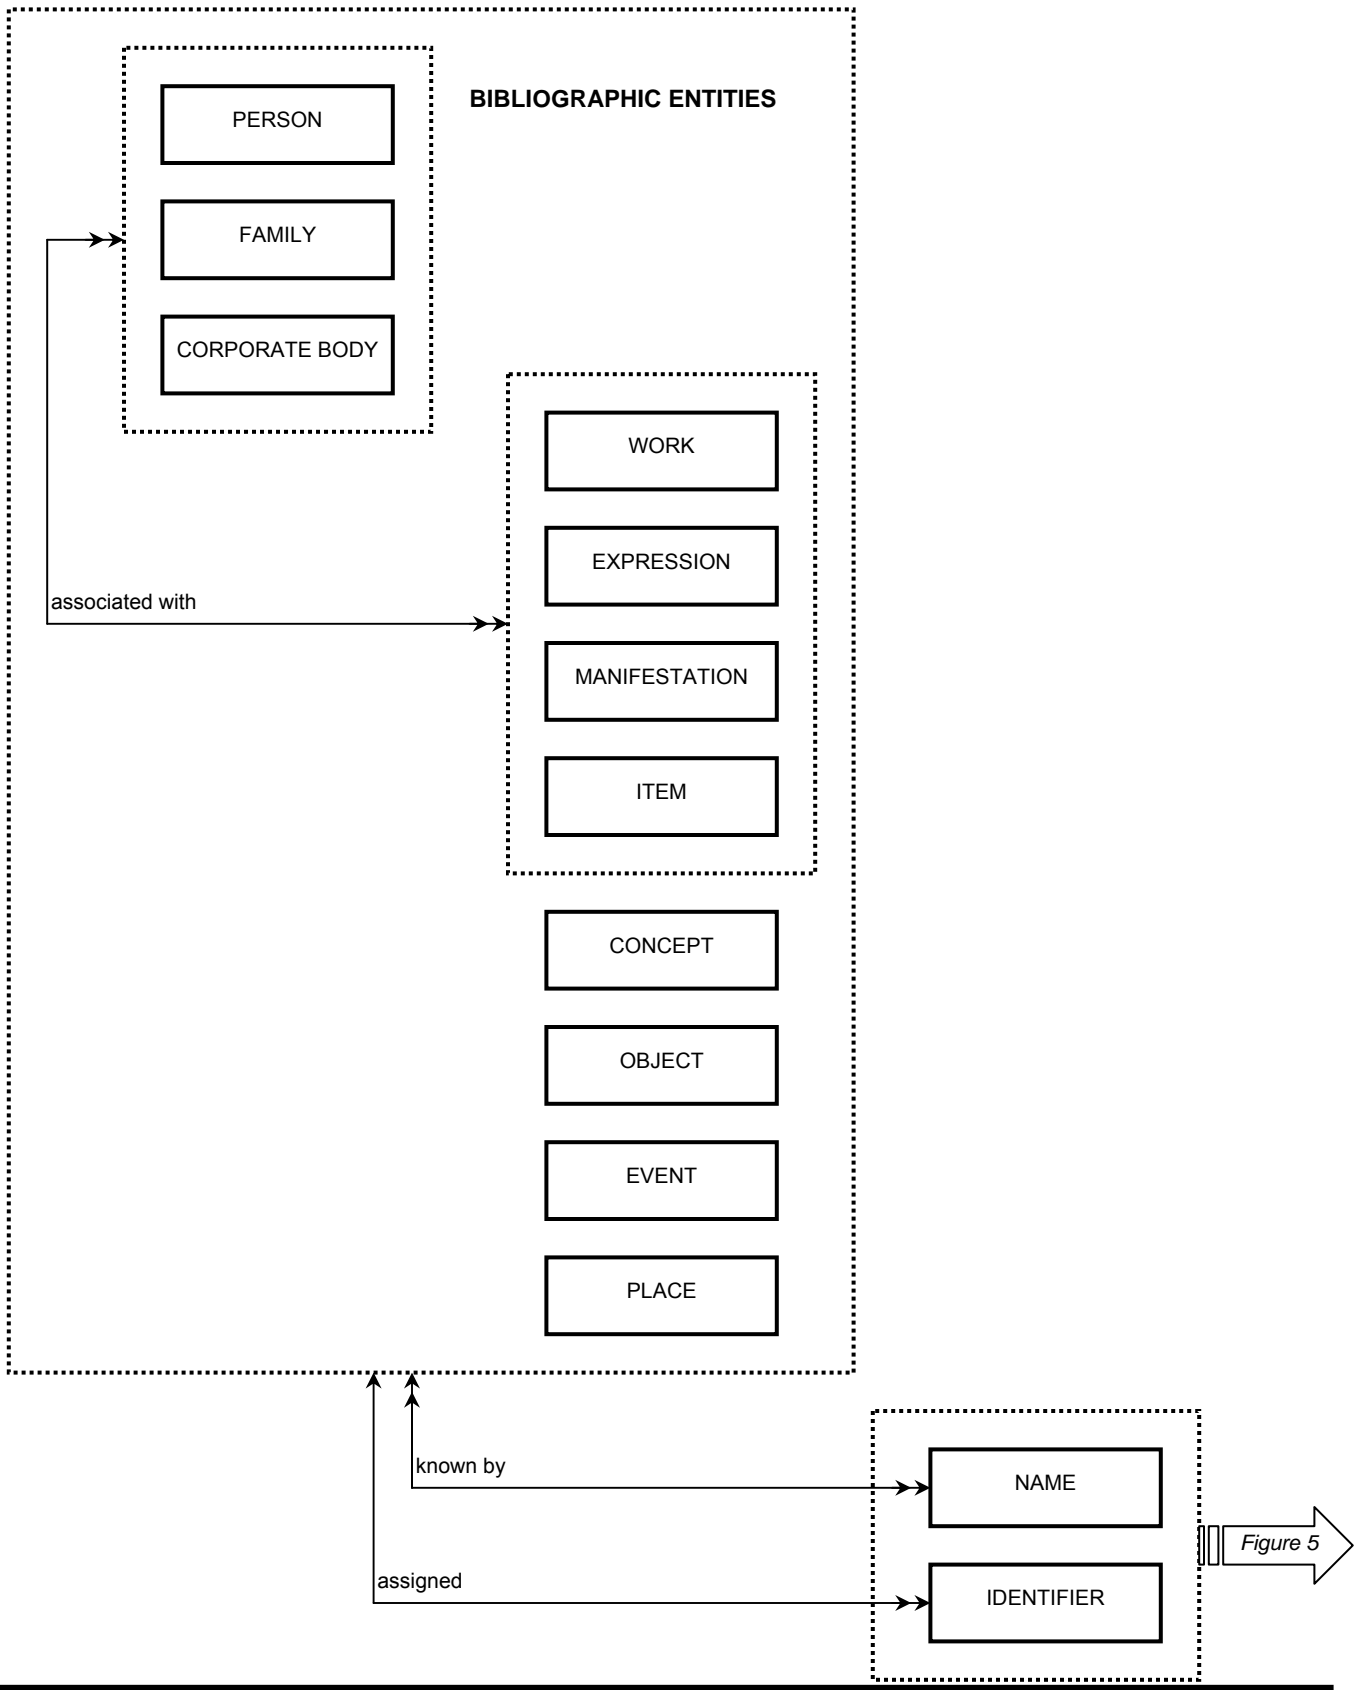 BIBLIOGRAPHIC ENTITIES
PERSON
FAMILY
CORPORATE BODY
WORK
EXPRESSION
associated with
MANIFESTATION
ITEM
CONCEPT
OBJECT
EVENT
PLACE
known by
NAME
Figure 5
assigned
IDENTIFIER